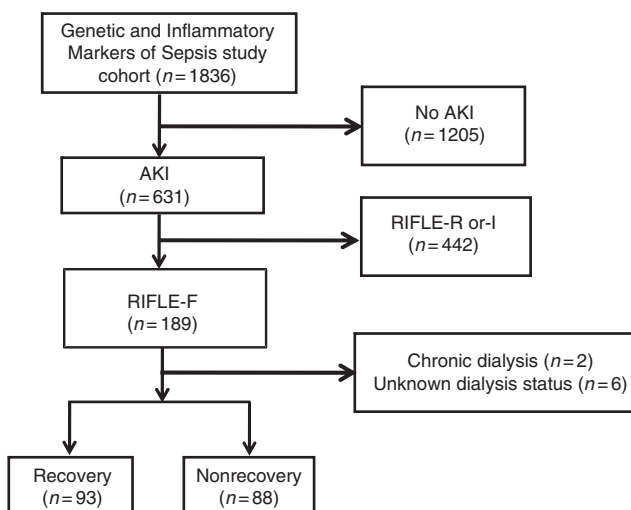 Genetic and Inflammatory
Markers of Sepsis study
cohort (n=1836)
No AKI
(n=1205)
AKI
(n=631)
RIFLE-R or-I
(n=442)
RIFLE-F
(n=189)
Chronic dialysis (n=2)
Unknown dialysis status (n=6)
Recovery
(n=93)
Nonrecovery
(n=88)